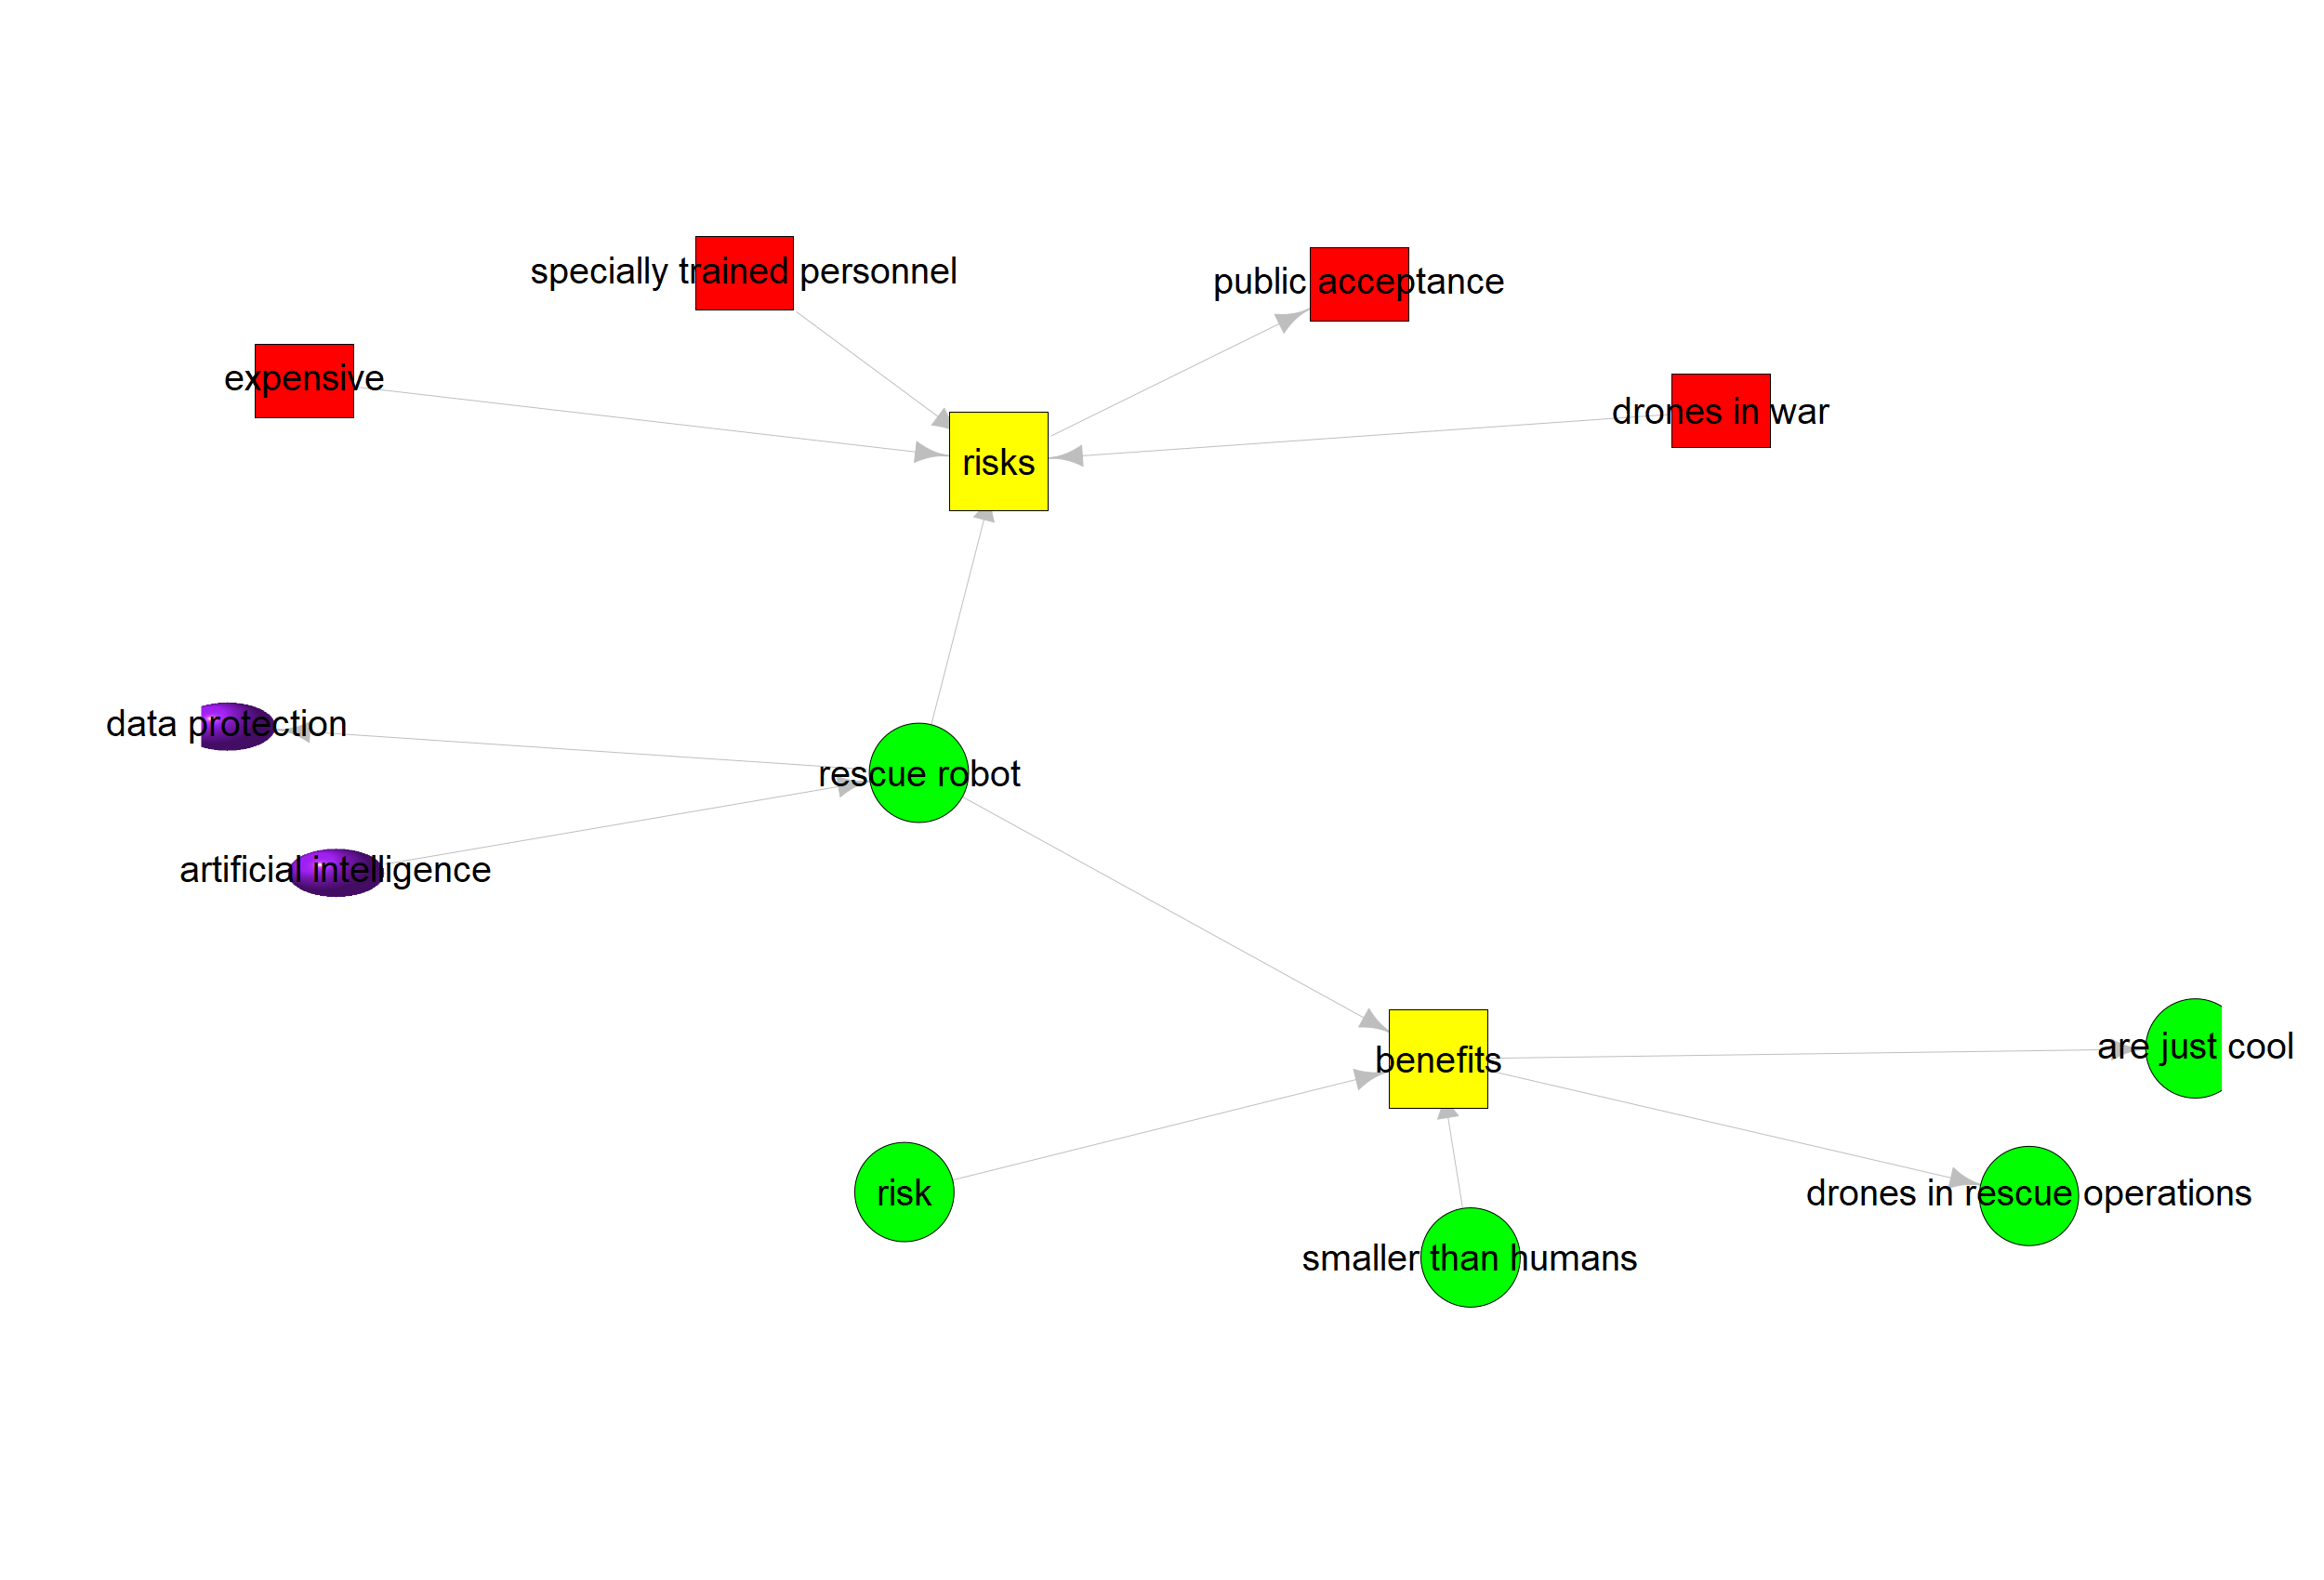 specially trained personnel
public acceptance
expensive
drones in war
risks
data protection
rescue robot
artificial intelligence
are just cool
benefits
risk
drones in rescue operations
smaller than humans